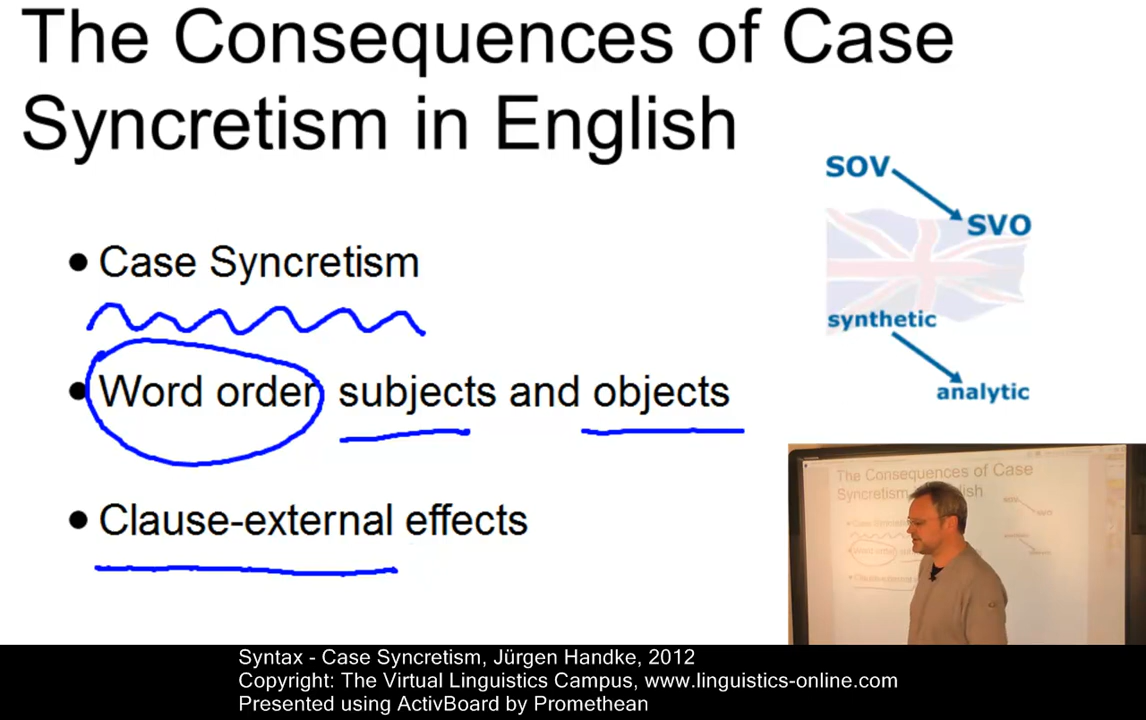 The Consequences of Case
Syncretism in English
SOV
SVO
• Case Syncretism
synthetic
• Word order subjects and objects
analytic
• Clause-external effects
The Consequences of Case
Syncretism in English
Syntax - Case Syncretism, Jürgen Handke, 2012
Copyright: The Virtual Linguistics Campus, www.linguistics-online.com
Presented using ActivBoard by Promethean